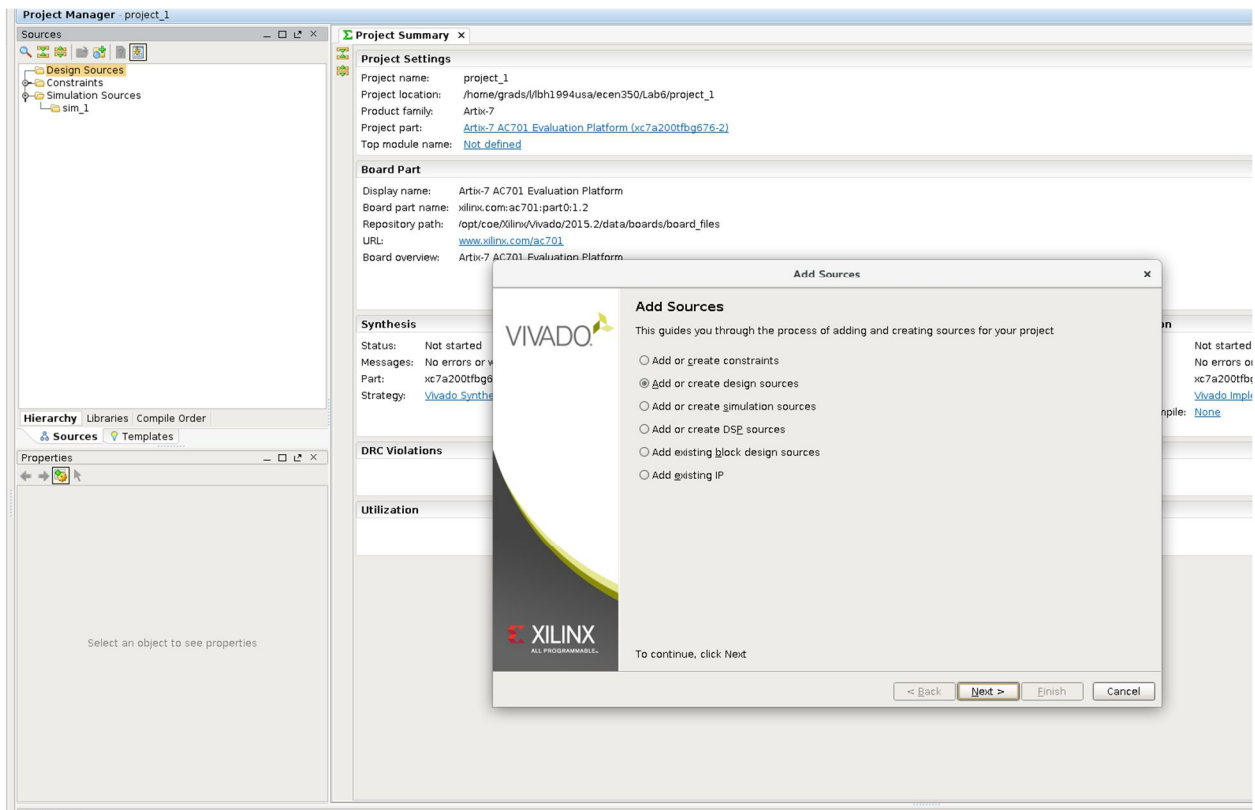 Project Manager - project_1
Sources
Design Sources
Constraints
Simulation Sources
sim_1
Hierarchy Libraries Compile Order
Sources Templates
Properties
Select an object to see properties
Σ Project Summary ×
Project Settings
Project name: project_1
Project location: /home/grads/l/lbh1994usa/ecen350/Lab6/project_1
Product family: Artix-7
Project part: Artix-7 AC701 Evaluation Platform (xc7a200tfbg676-2)
Top module name: Not defined
Board Part
Display name: Artix-7 AC701 Evaluation Platform
Board part name: xilinx.com:ac701:part0:1.2
Repository path: /opt/coe/Xilinx/Vivado/2015.2/data/boards/board_files
URL: www.xilinx.com/ac701
Board overview: Artix-7 AC701 Evaluation Platform
Synthesis
Status: Not started
Messages: No errors or w
Part: xc7a200tfbg6
Strategy: Vivado Synthe
DRC Violations
Utilization
on
Not started
No errors or
xc7a200tfbg
Vivado Imple
mpile: None
Add Sources
VIVADO
XILINX
ALL PROGRAMMABLE
Add Sources
This guides you through the process of adding and creating sources for your project
Add or create constraints
Add or create design sources
Add or create simulation sources
Add or create DSP sources
Add existing block design sources
Add existing IP
To continue, click Next
< Back Next > Finish Cancel